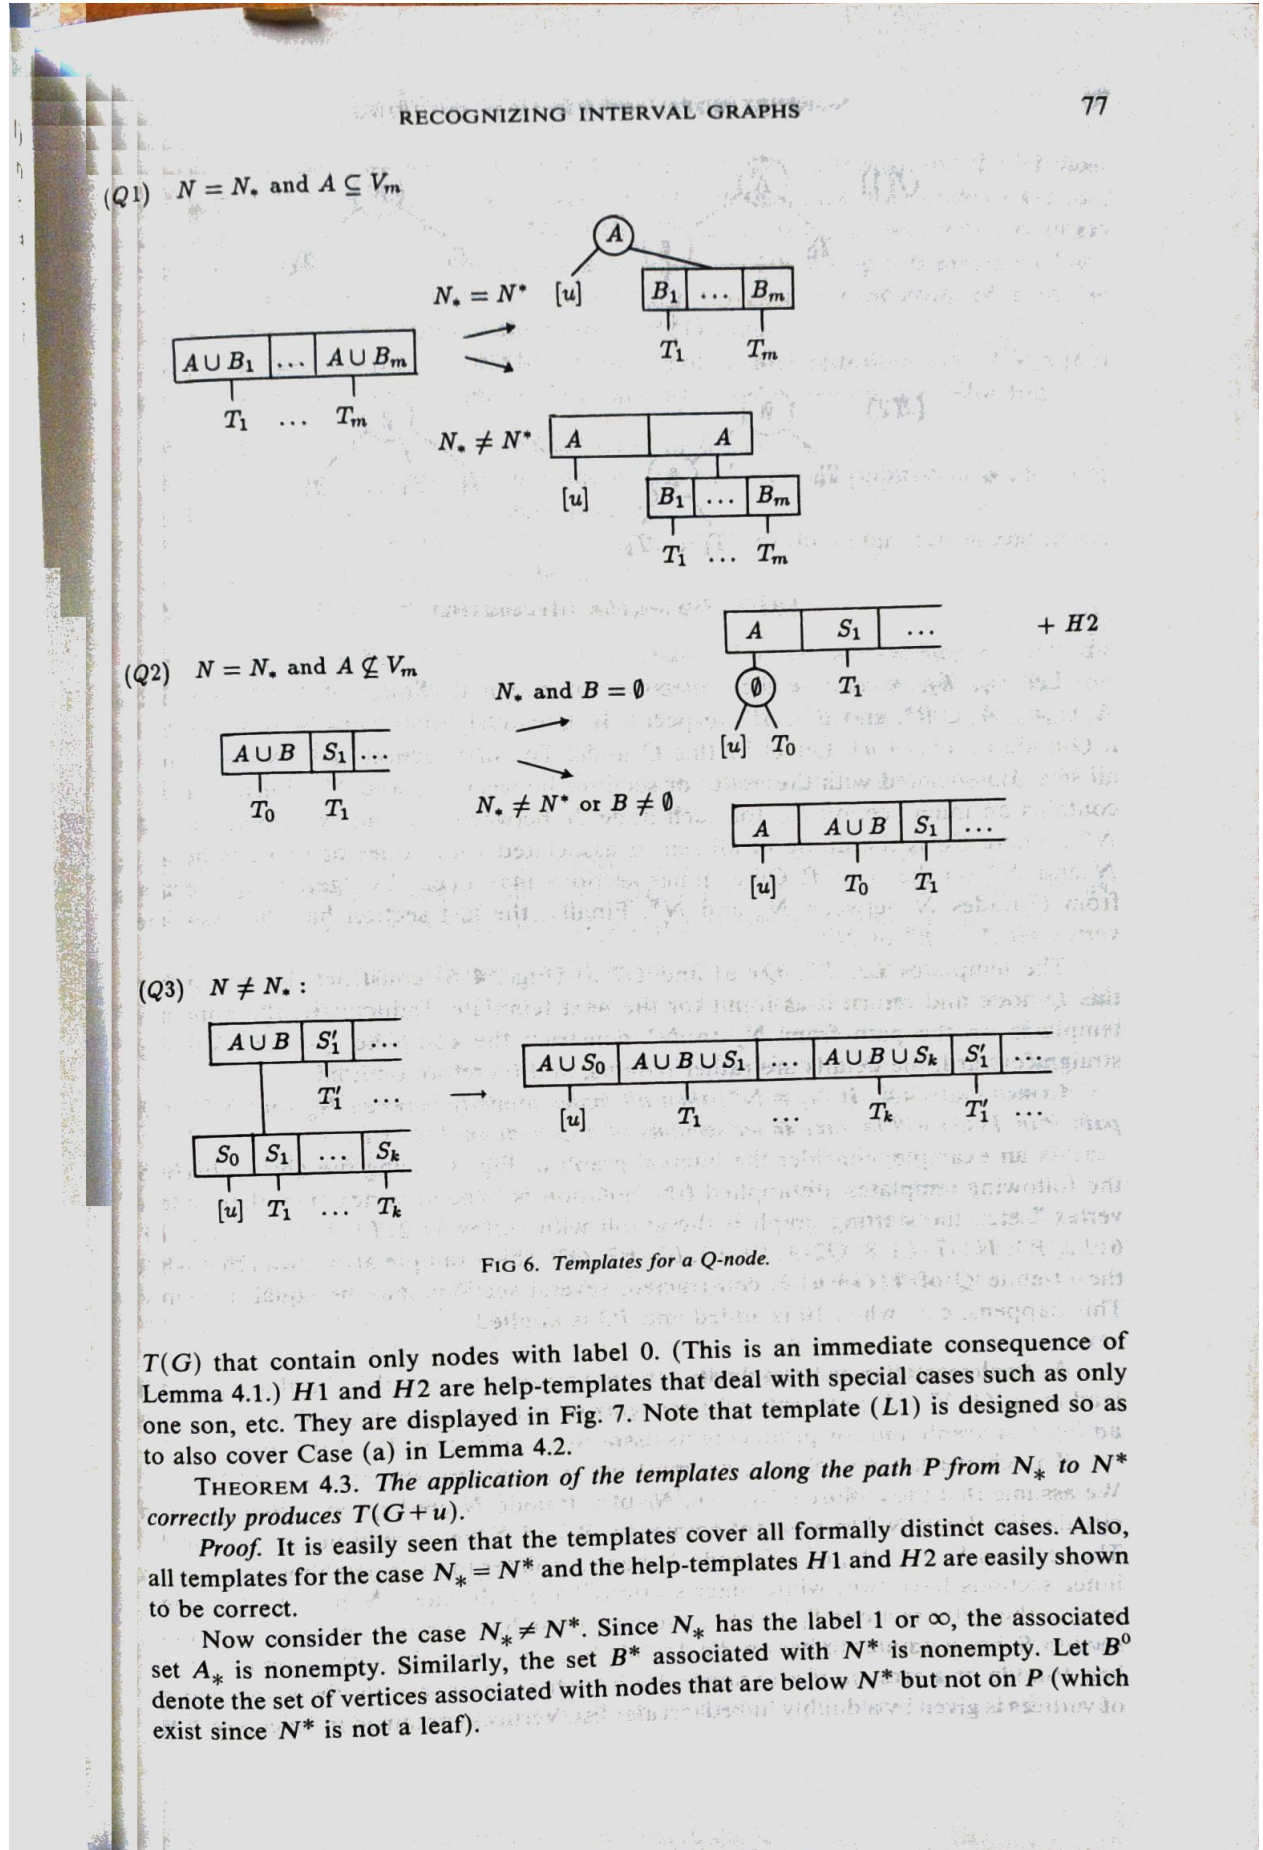 RECOGNIZING INTERVAL GRAPHS 77
(Q1) N = N* and A ⊆ Vm
A
N* = N* [u] B1 ... Bm
T1 Tm
A ∪ B1 ... A ∪ Bm
T1 ... Tm
N* ≠ N* A A
[u] B1 ... Bm
T1 ... Tm
A S1 ... + H2
(Q2) N = N* and A ⊈ Vm
N* and B = ∅ ∅ T1
A ∪ B S1 ... [u] T0
T0 T1
N* ≠ N* or B ≠ ∅ A A ∪ B S1 ...
[u] T0 T1
(Q3) N ≠ N* :
A ∪ B S′1 ...
A ∪ S0 A ∪ B ∪ S1 ... A ∪ B ∪ Sk S′1 ...
T′1 ...
[u] T1 ... Tk T′1 ...
S0 S1 ... Sk
[u] T1 ... Tk
FIG 6. Templates for a Q-node.
T(G) that contain only nodes with label 0. (This is an immediate consequence of
Lemma 4.1.) H1 and H2 are help-templates that deal with special cases such as only
one son, etc. They are displayed in Fig. 7. Note that template (L1) is designed so as
to also cover Case (a) in Lemma 4.2.
THEOREM 4.3. The application of the templates along the path P from N* to N*
correctly produces T(G+u).
Proof. It is easily seen that the templates cover all formally distinct cases. Also,
all templates for the case N* = N* and the help-templates H1 and H2 are easily shown
to be correct.
Now consider the case N* ≠ N*. Since N* has the label 1 or ∞, the associated
set A* is nonempty. Similarly, the set B* associated with N* is nonempty. Let B⁰
denote the set of vertices associated with nodes that are below N* but not on P (which
exist since N* is not a leaf).